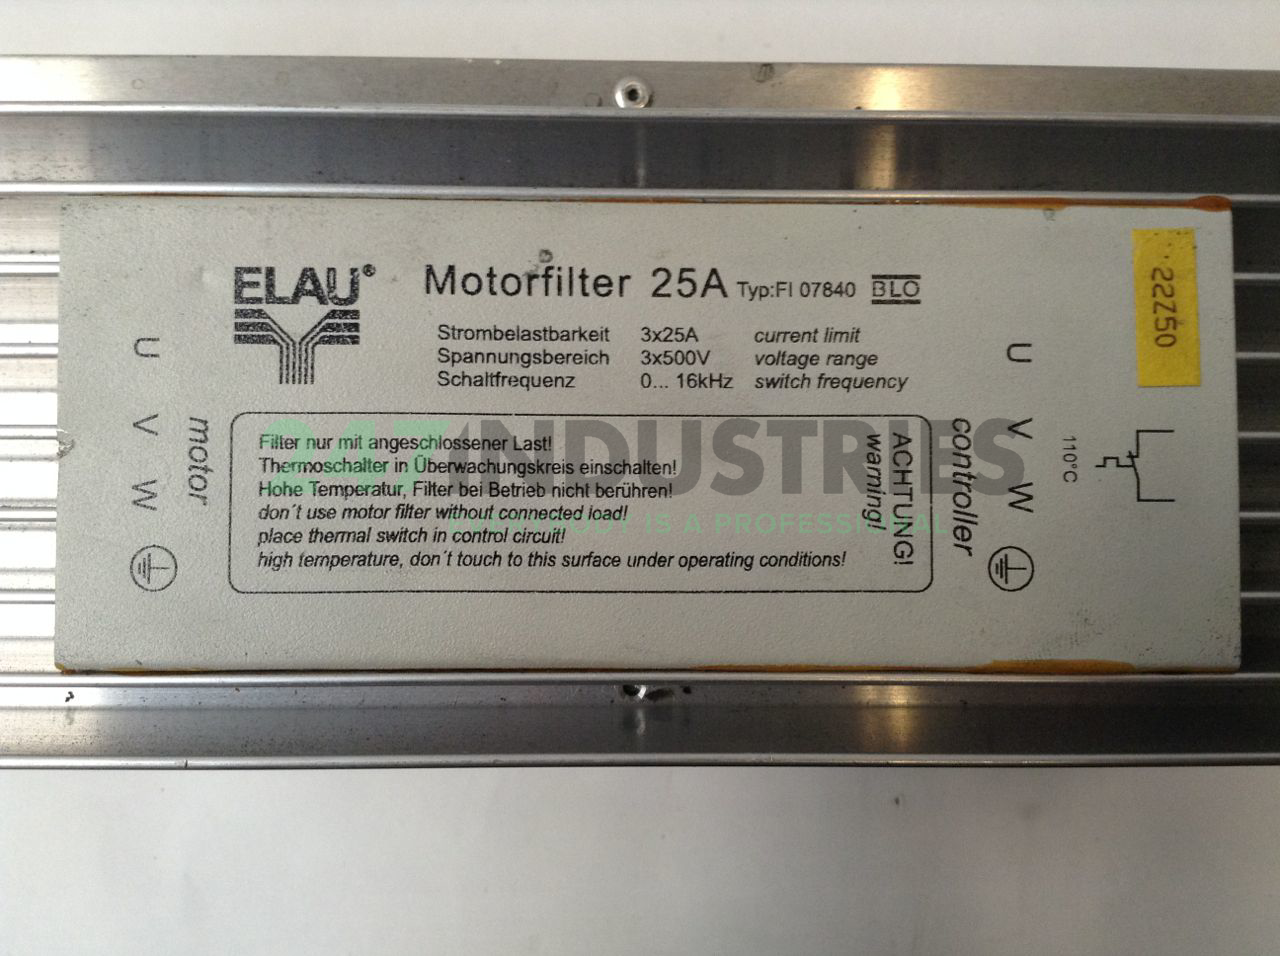 ELAU®
Motorfilter 25A Typ:FI 07840 BLO
Strombelastbarkeit 3x25A current limit
Spannungsbereich 3x500V voltage range
Schaltfrequenz 0... 16kHz switch frequency
22Z50
U
V
W
motor
Filter nur mit angeschlossener Last!
Thermoschalter in Überwachungskreis einschalten!
Hohe Temperatur, Filter bei Betrieb nicht berühren!
don´t use motor filter without connected load!
place thermal switch in control circuit!
high temperature, don´t touch to this surface under operating conditions!
ACHTUNG!
warning!
controller
U
V
W
110°C
247 INDUSTRIES
EVERYBODY IS A PROFESSIONAL